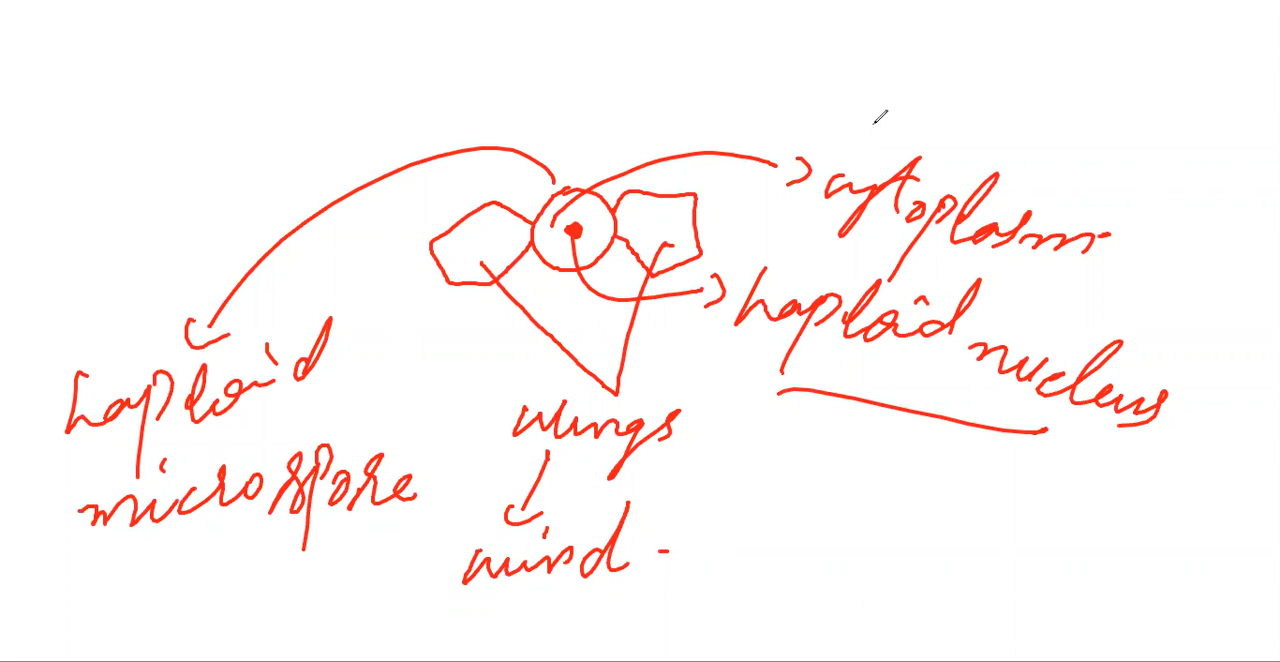 cytoplasm
haploid nucleus
haploid
microspore
wings
wind